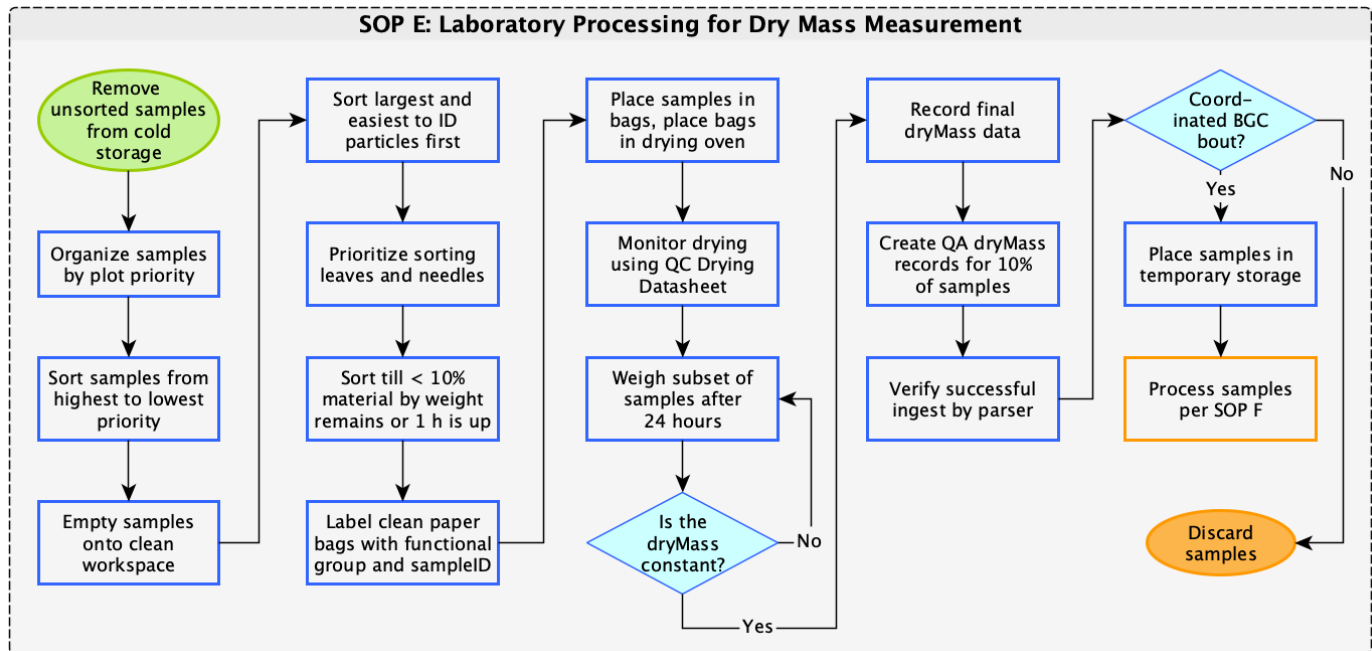 SOP E: Laboratory Processing for Dry Mass Measurement
Remove
unsorted samples
from cold
storage
Organize samples
by plot priority
Sort samples from
highest to lowest
priority
Empty samples
onto clean
workspace
Sort largest and
easiest to ID
particles first
Prioritize sorting
leaves and needles
Sort till < 10%
material by weight
remains or 1 h is up
Label clean paper
bags with functional
group and sampleID
Place samples in
bags, place bags
in drying oven
Monitor drying
using QC Drying
Datasheet
Weigh subset of
samples after
24 hours
Is the
dryMass
constant?
No
Yes
Record final
dryMass data
Create QA dryMass
records for 10%
of samples
Verify successful
ingest by parser
Coord-
inated BGC
bout?
Yes
No
Place samples in
temporary storage
Process samples
per SOP F
Discard
samples